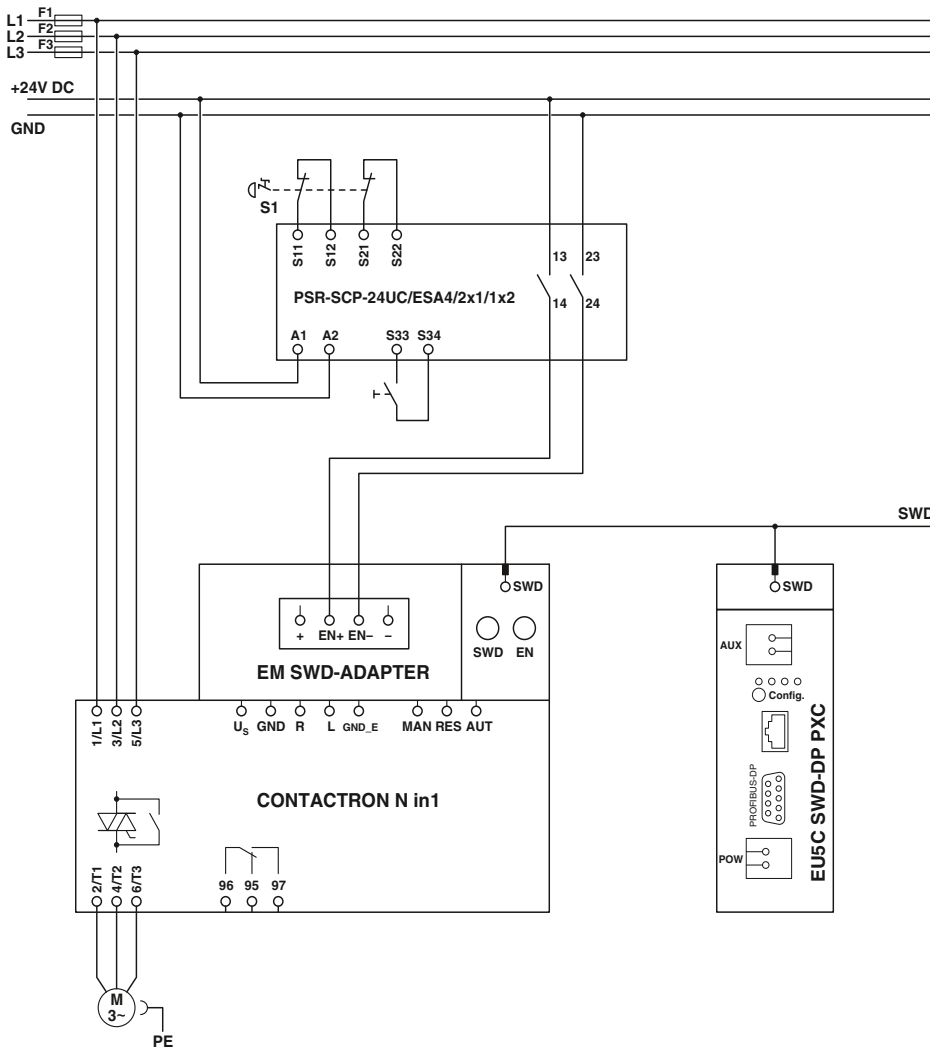 L1 F1
L2 F2
L3 F3
+24V DC
GND
S1
S11 S12 S21 S22
13 23
PSR-SCP-24UC/ESA4/2x1/1x2
14 24
A1 A2 S33 S34
SWD
SWD
SWD
+ EN+ EN− −
SWD EN
EM SWD-ADAPTER
AUX
Config.
PROFIBUS-DP
EU5C SWD-DP PXC
POW
1/L1 3/L2 5/L3
US GND R L GND_E MAN RES AUT
CONTACTRON N in1
96 95 97
2/T1 4/T2 6/T3
M
3~
PE